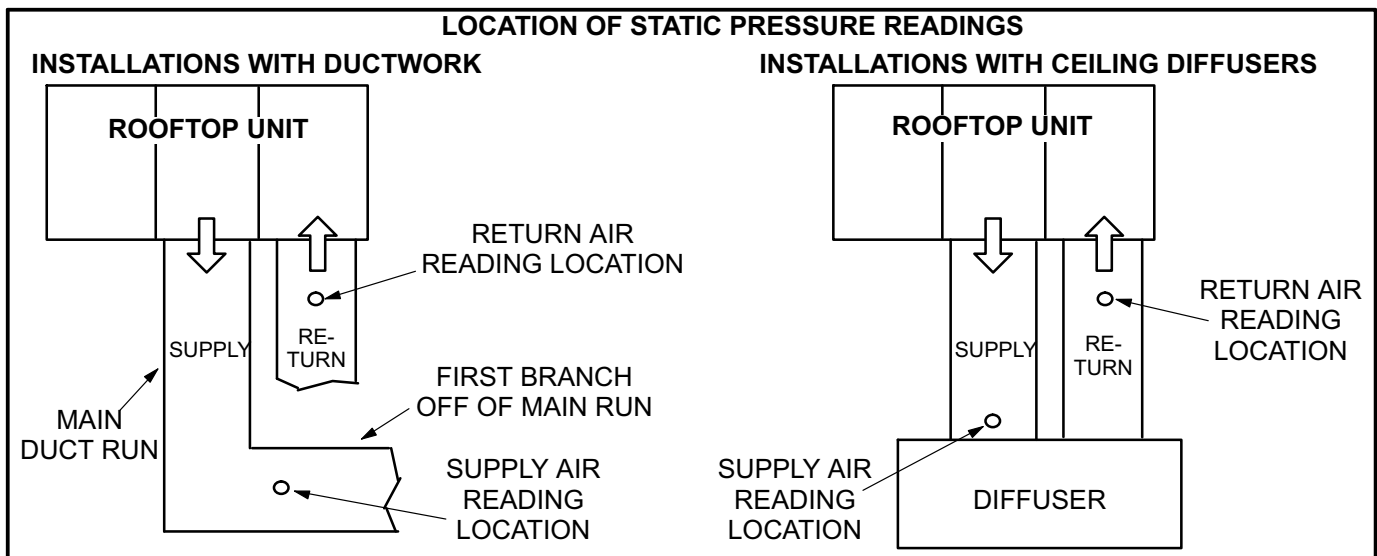 LOCATION OF STATIC PRESSURE READINGS
INSTALLATIONS WITH DUCTWORK
ROOFTOP UNIT
RETURN AIR
READING LOCATION
SUPPLY
RE-
TURN
FIRST BRANCH
OFF OF MAIN RUN
MAIN
DUCT RUN
SUPPLY AIR
READING
LOCATION
INSTALLATIONS WITH CEILING DIFFUSERS
ROOFTOP UNIT
RETURN AIR
READING
LOCATION
SUPPLY
RE-
TURN
SUPPLY AIR
READING
LOCATION
DIFFUSER